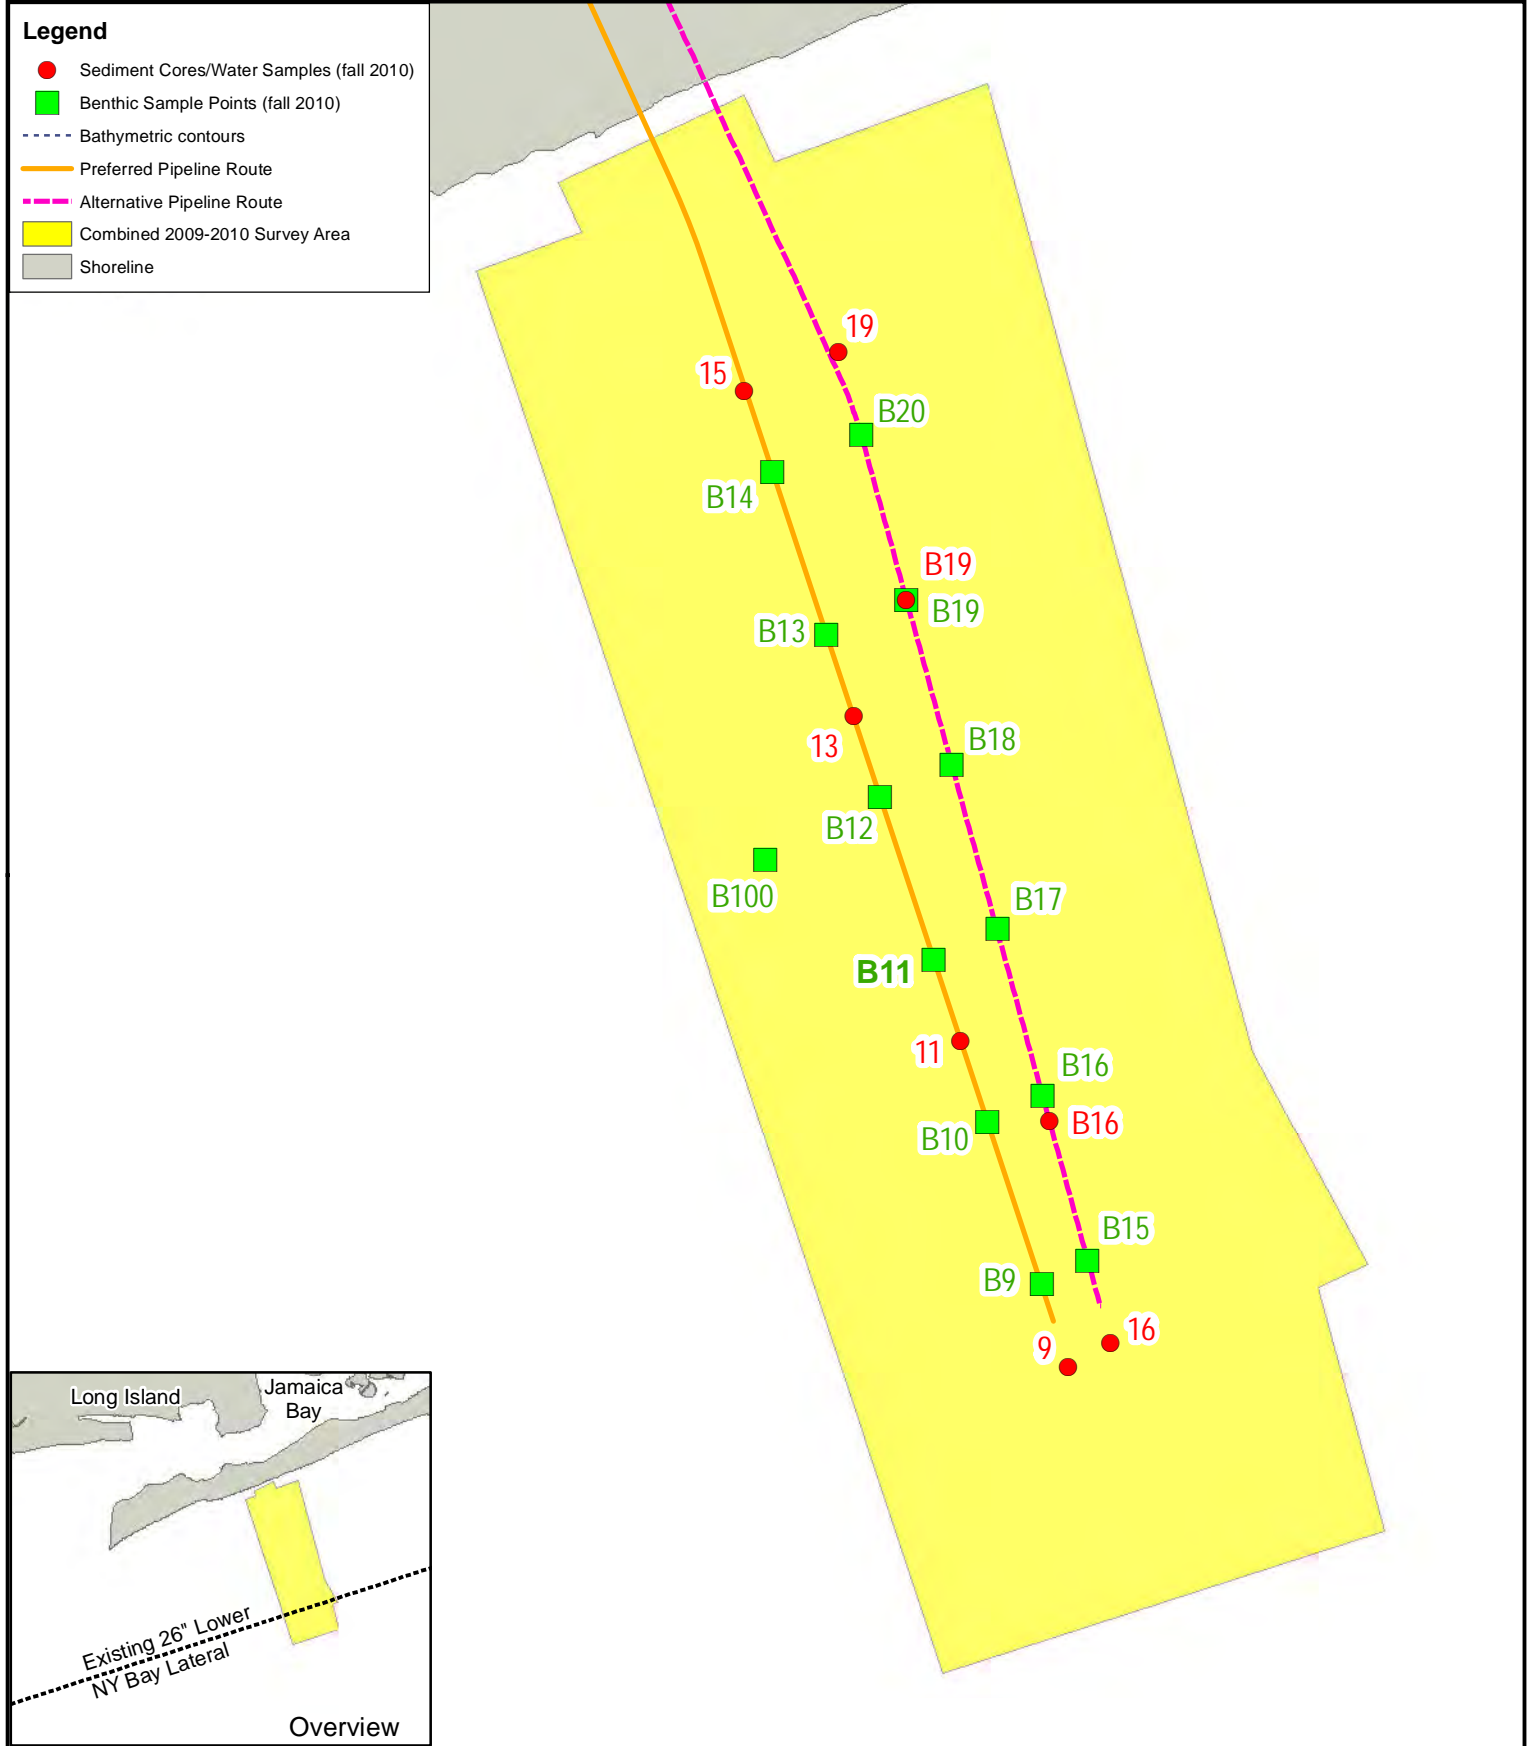 Legend
Sediment Cores/Water Samples (fall 2010)
Benthic Sample Points (fall 2010)
Bathymetric contours
Preferred Pipeline Route
Alternative Pipeline Route
Combined 2009-2010 Survey Area
Shoreline
19
15
B20
B14
B19
B19
B13
13
B18
B12
B100
B17
B11
11
B16
B16
B10
B15
B9
16
9
Long Island
Jamaica
Bay
Existing 26" Lower
NY Bay Lateral
Overview